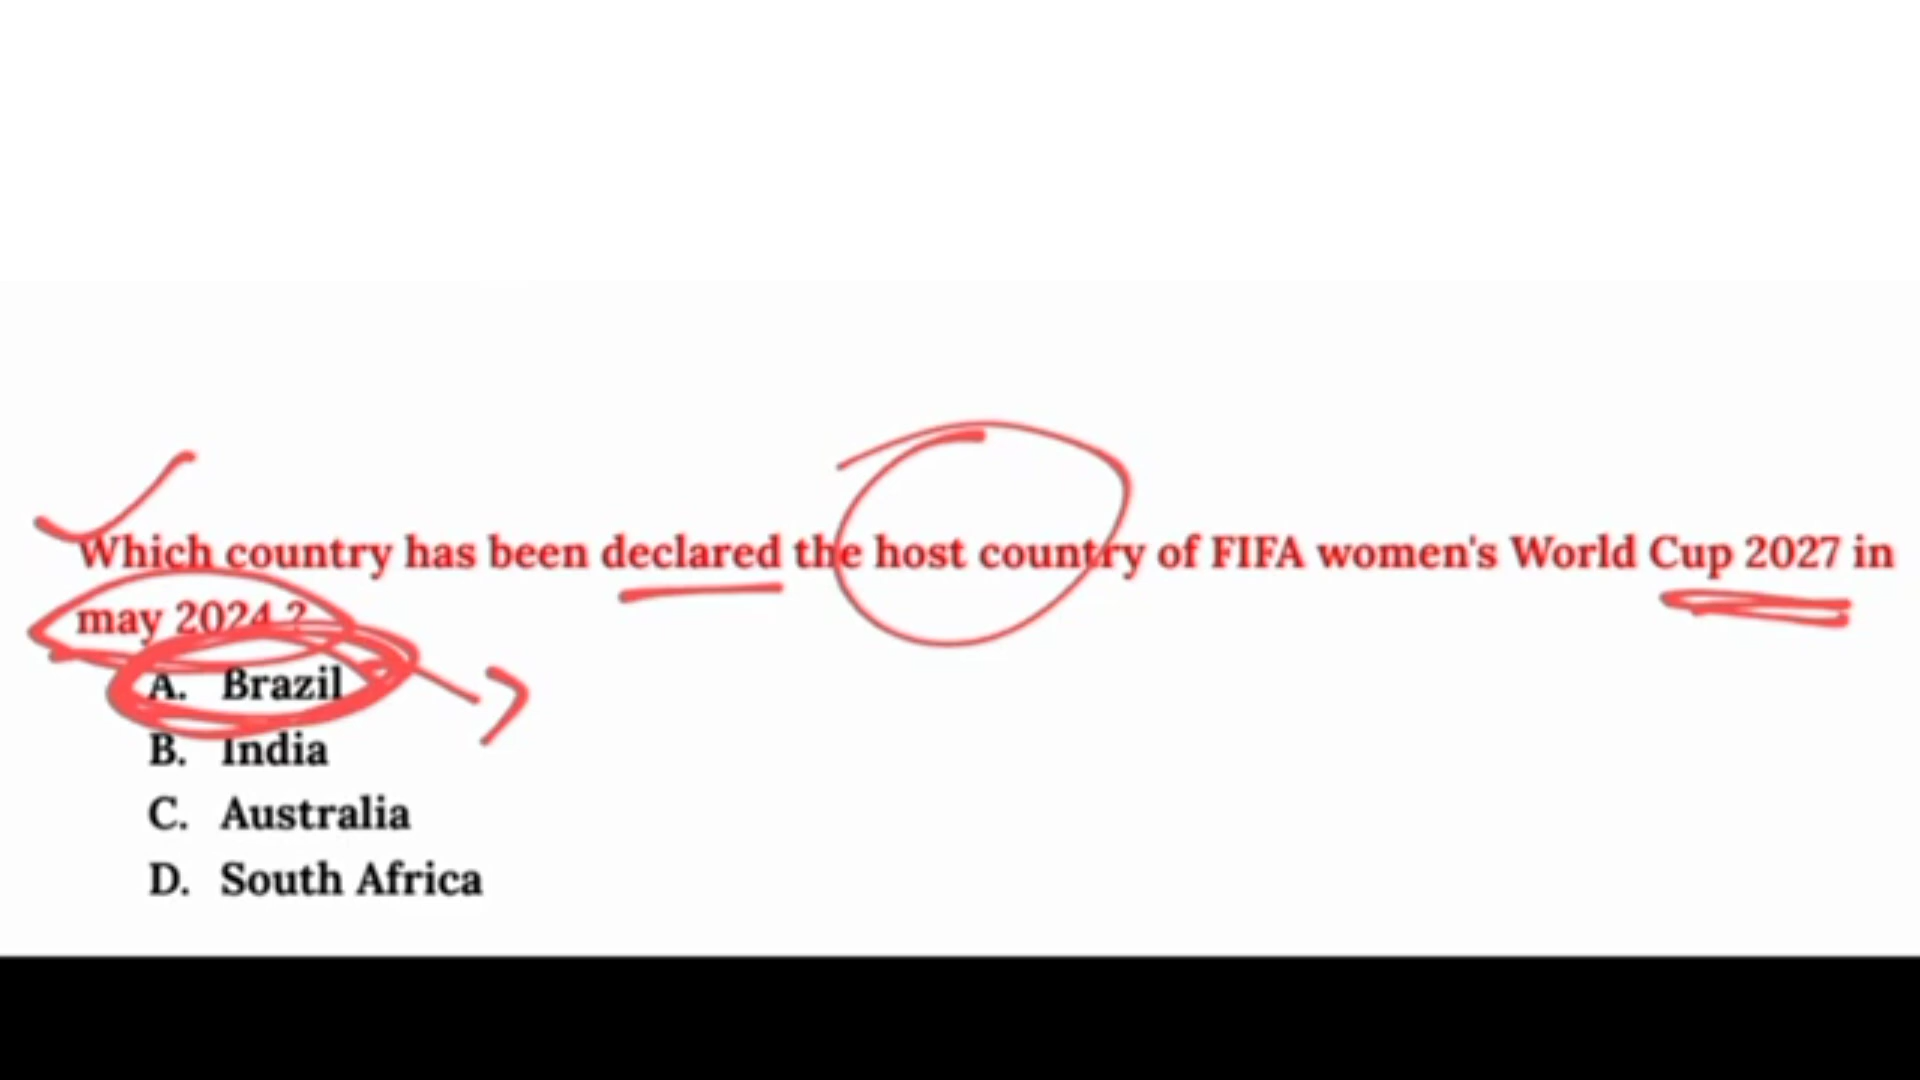 Which country has been declared the host country of FIFA women's World Cup 2027 in
may 2024 ?
A. Brazil
B. India
C. Australia
D. South Africa